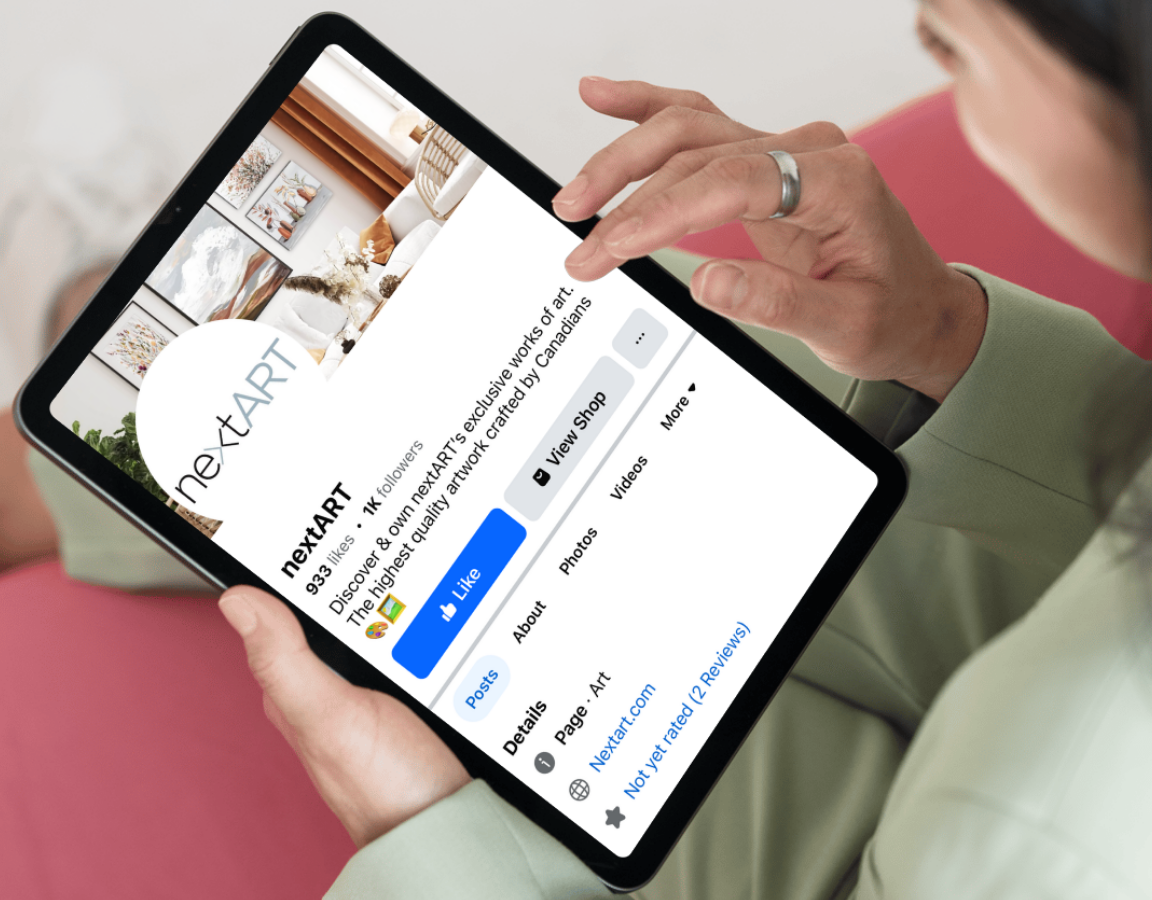 nextART
nextART
933 likes • 1K followers
Discover & own nextART's exclusive works of art.
The highest quality artwork crafted by Canadians
🎨🖼️
Like
View Shop
...
Posts
About
Photos
Videos
More
Details
Page · Art
Nextart.com
Not yet rated (2 Reviews)